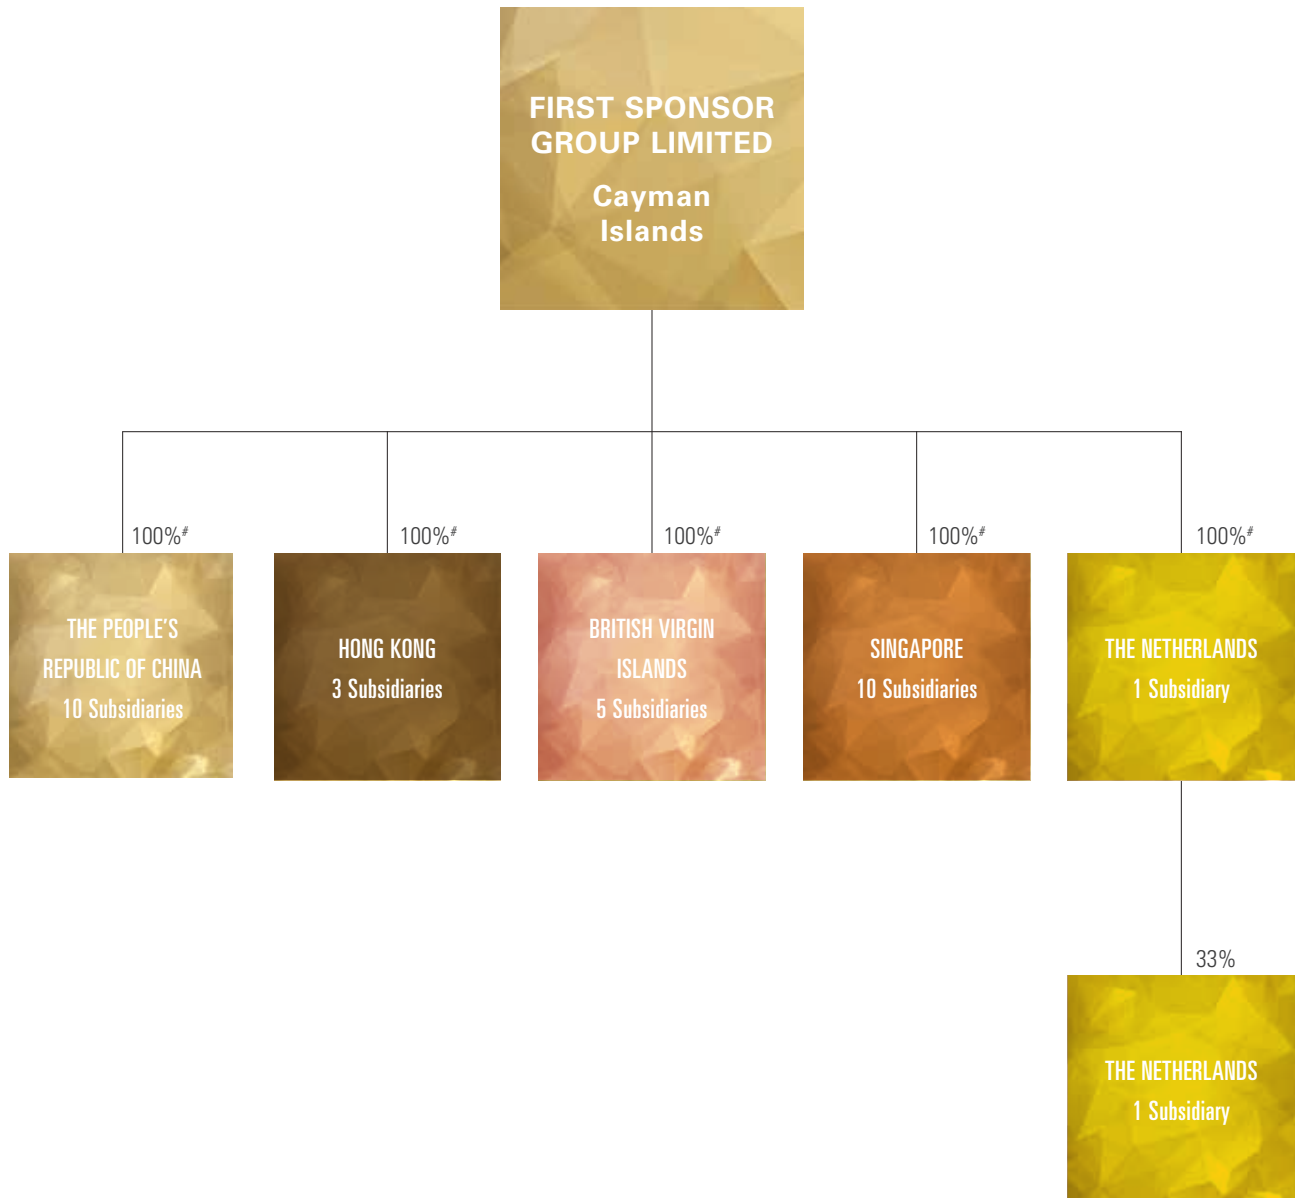 FIRST SPONSOR
GROUP LIMITED
Cayman
Islands
100%#
100%#
100%#
100%#
100%#
THE PEOPLE'S
REPUBLIC OF CHINA
10 Subsidiaries
HONG KONG
3 Subsidiaries
BRITISH VIRGIN
ISLANDS
5 Subsidiaries
SINGAPORE
10 Subsidiaries
THE NETHERLANDS
1 Subsidiary
33%
THE NETHERLANDS
1 Subsidiary